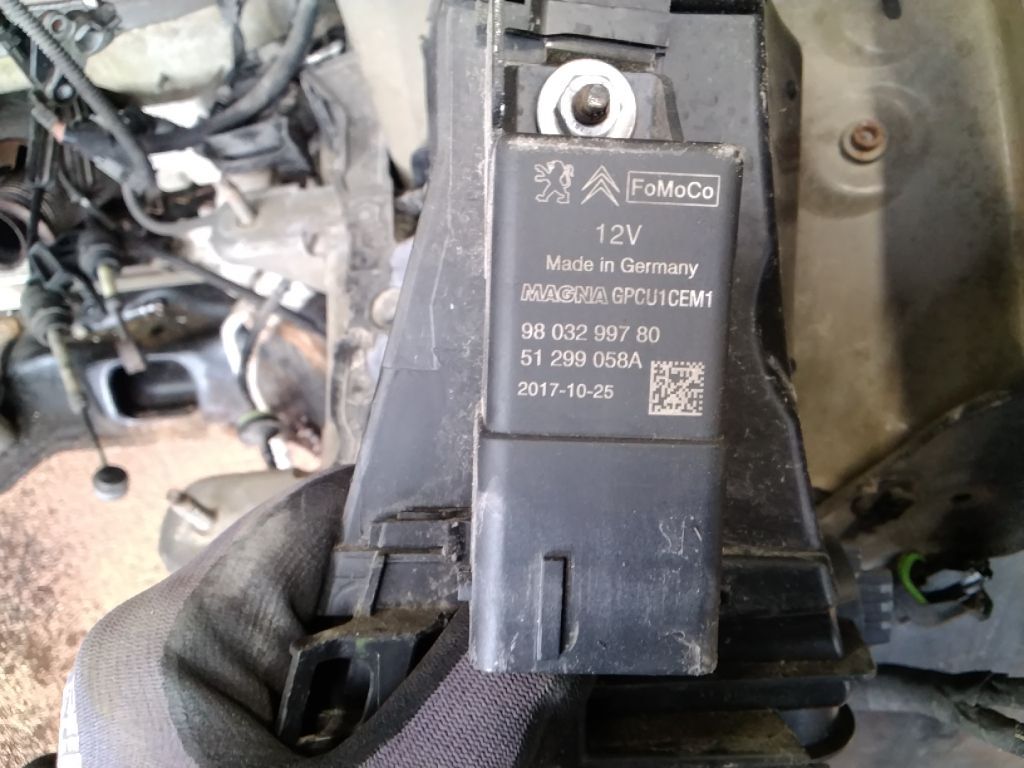 FoMoCo
12V
Made in Germany
MAGNA GPCU1CEM1
98 032 997 80
51 299 058A
2017-10-25